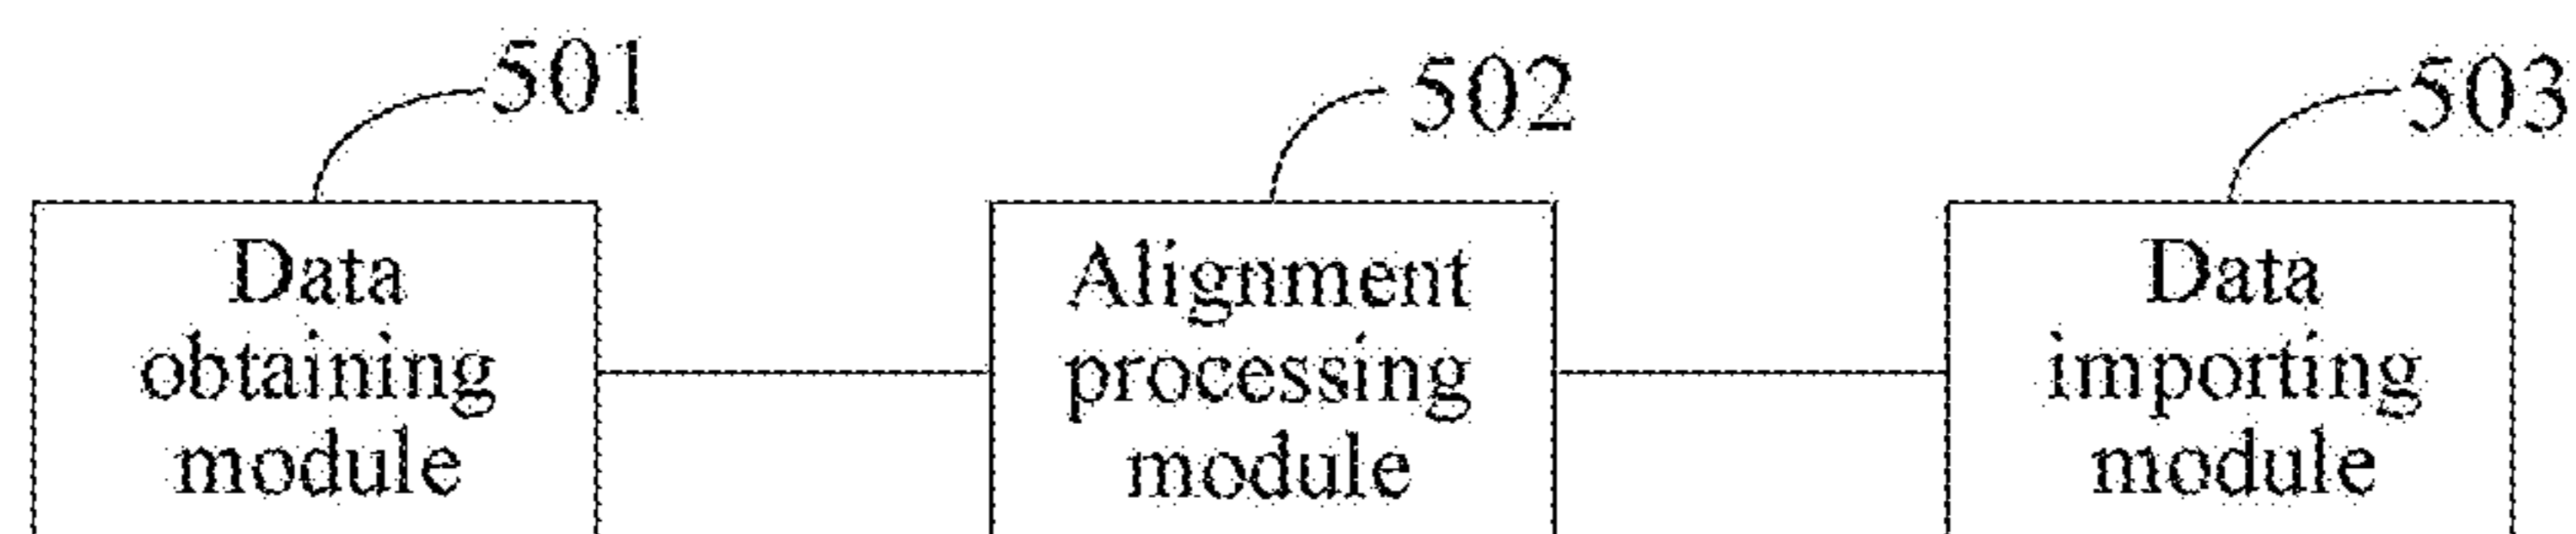 501
502
503
Data
obtaining
module
Alignment
processing
module
Data
importing
module